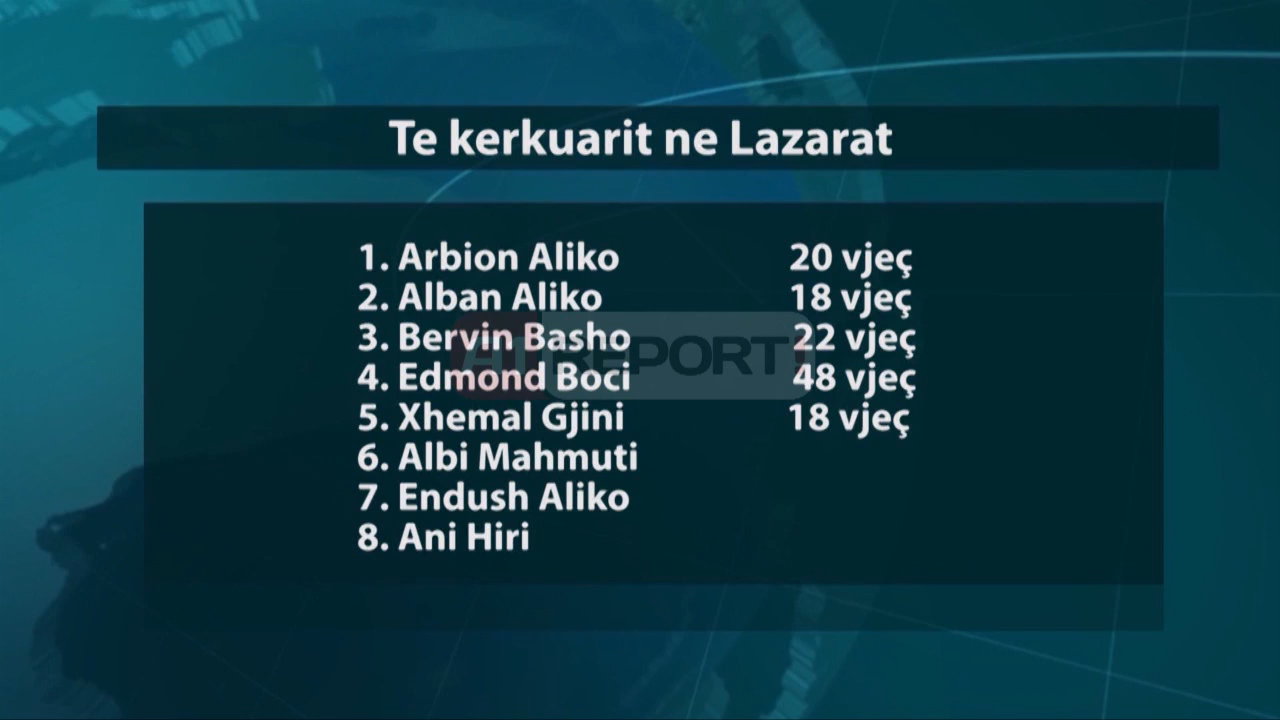 Te kerkuarit ne Lazarat
1. Arbion Aliko 20 vjeç
2. Alban Aliko 18 vjeç
3. Bervin Basho 22 vjeç
4. Edmond Boci 48 vjeç
5. Xhemal Gjini 18 vjeç
6. Albi Mahmuti
7. Endush Aliko
8. Ani Hiri
REPORT